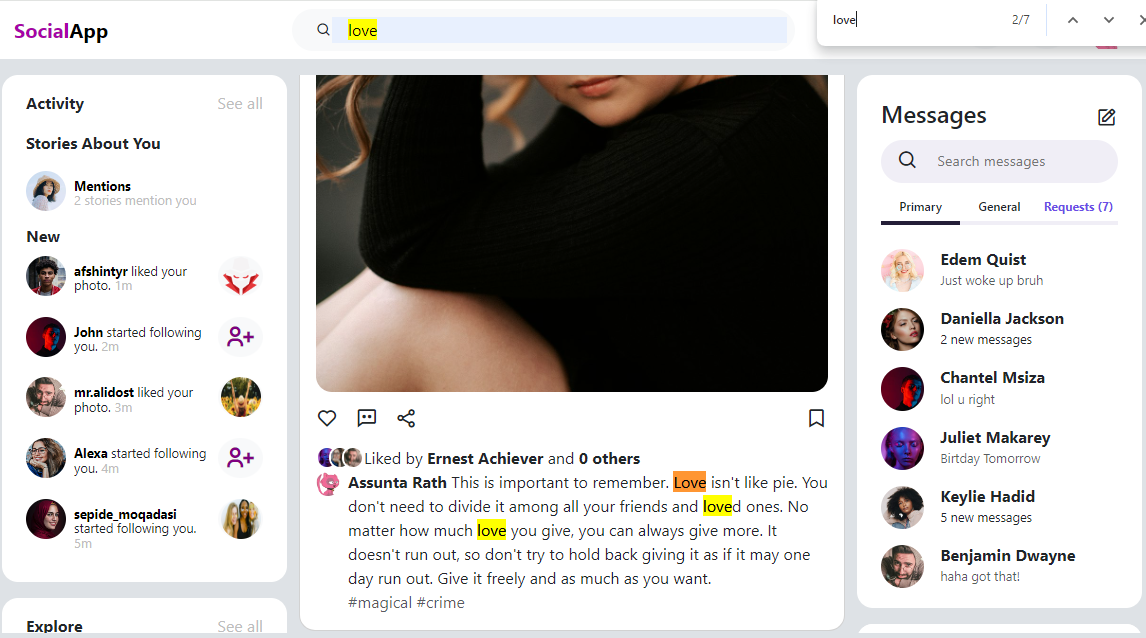 SocialApp
love
love
2/7
Activity
See all
Stories About You
Mentions
2 stories mention you
New
afshintyr liked your
photo. 1m
John started following
you. 2m
mr.alidost liked your
photo. 3m
Alexa started following
you. 4m
sepide_moqadasi
started following you.
5m
Explore
See all
Liked by Ernest Achiever and 0 others
Assunta Rath This is important to remember. Love isn't like pie. You
don't need to divide it among all your friends and loved ones. No
matter how much love you give, you can always give more. It
doesn't run out, so don't try to hold back giving it as if it may one
day run out. Give it freely and as much as you want.
#magical #crime
Messages
Search messages
Primary
General
Requests (7)
Edem Quist
Just woke up bruh
Daniella Jackson
2 new messages
Chantel Msiza
lol u right
Juliet Makarey
Birtday Tomorrow
Keylie Hadid
5 new messages
Benjamin Dwayne
haha got that!